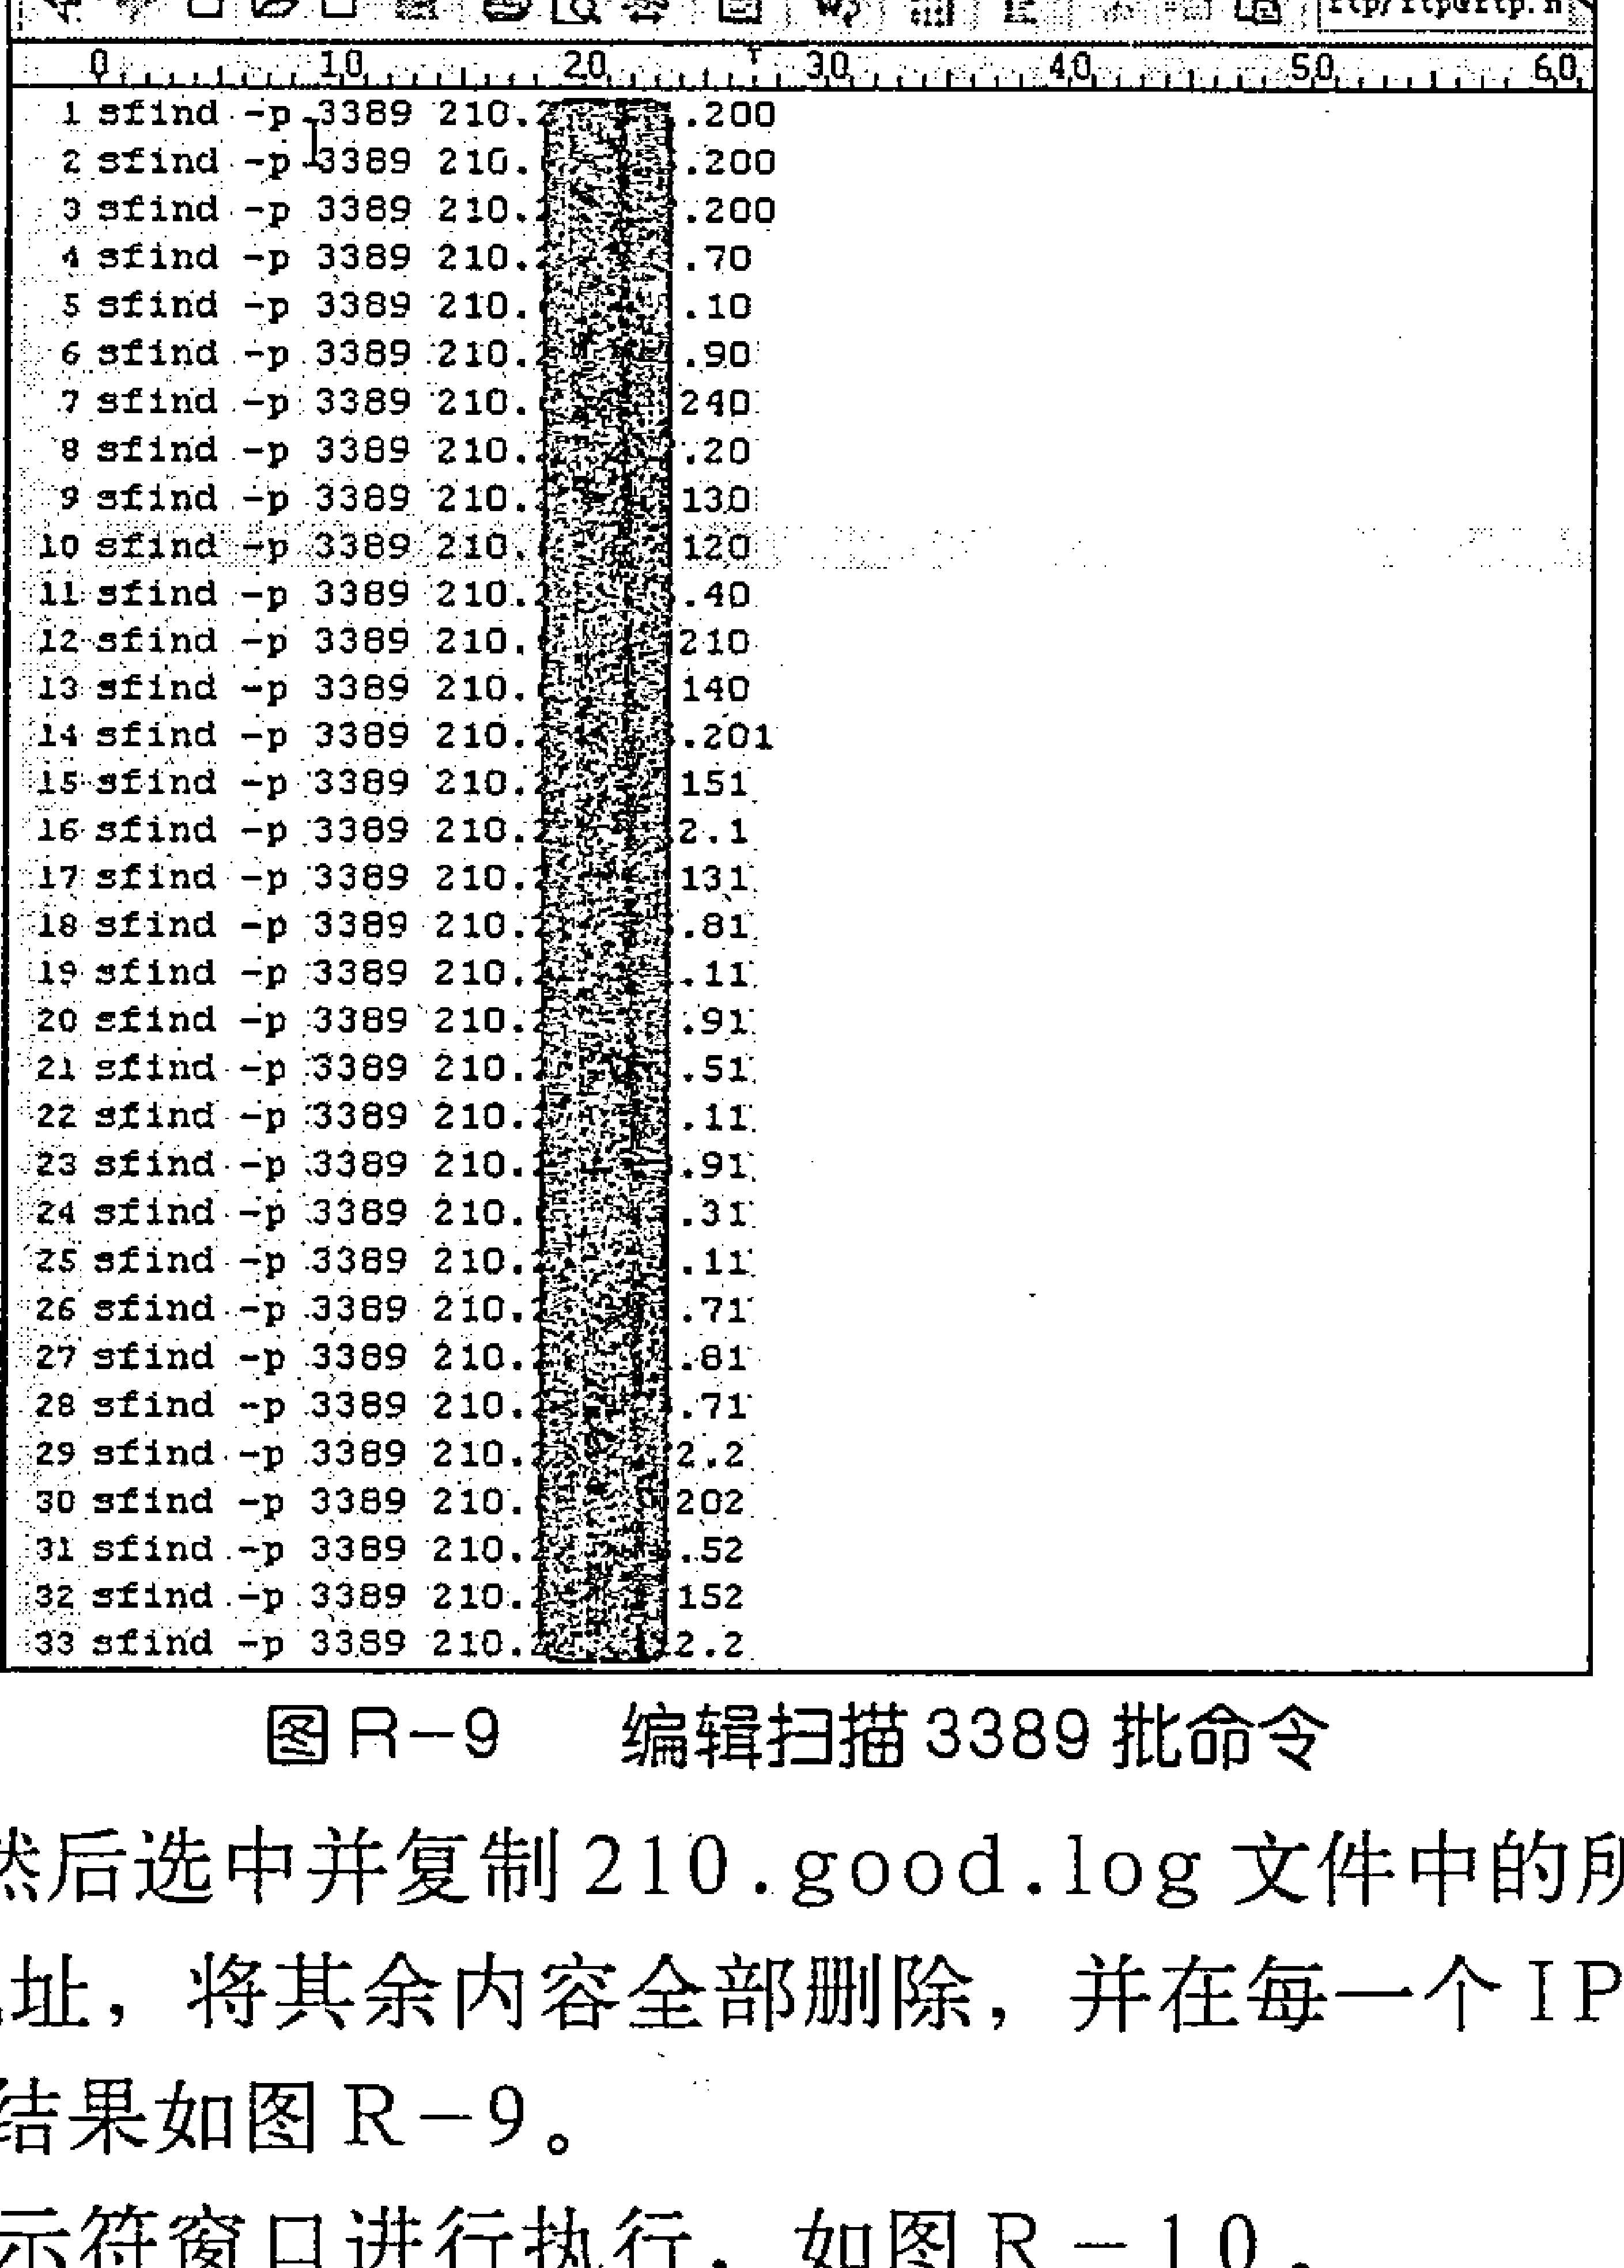 0 10 20 30 40 50 60
1 sfind -p 3389 210. .200
2 sfind -p 3389 210. .200
3 sfind -p 3389 210. .200
4 sfind -p 3389 210. .70
5 sfind -p 3389 210. .10
6 sfind -p 3389 210. .90
7 sfind -p 3389 210. 240
8 sfind -p 3389 210. .20
9 sfind -p 3389 210. 130
10 sfind -p 3389 210. 120
11 sfind -p 3389 210. .40
12 sfind -p 3389 210. 210
13 sfind -p 3389 210. 140
14 sfind -p 3389 210. .201
15 sfind -p 3389 210. 151
16 sfind -p 3389 210. 2.1
17 sfind -p 3389 210. 131
18 sfind -p 3389 210. .81
19 sfind -p 3389 210. .11
20 sfind -p 3389 210. .91
21 sfind -p 3389 210. .51
22 sfind -p 3389 210. .11
23 sfind -p 3389 210. .91
24 sfind -p 3389 210. .31
25 sfind -p 3389 210. .11
26 sfind -p 3389 210. .71
27 sfind -p 3389 210. .81
28 sfind -p 3389 210. .71
29 sfind -p 3389 210. 2.2
30 sfind -p 3389 210. 202
31 sfind -p 3389 210. .52
32 sfind -p 3389 210. 152
33 sfind -p 3389 210. 2.2
图R-9 编辑扫描3389批命令
然后选中并复制210.good.log文件中的所
址，将其余内容全部删除，并在每一个IP
结果如图R-9。
示符窗口进行执行，如图R-10，